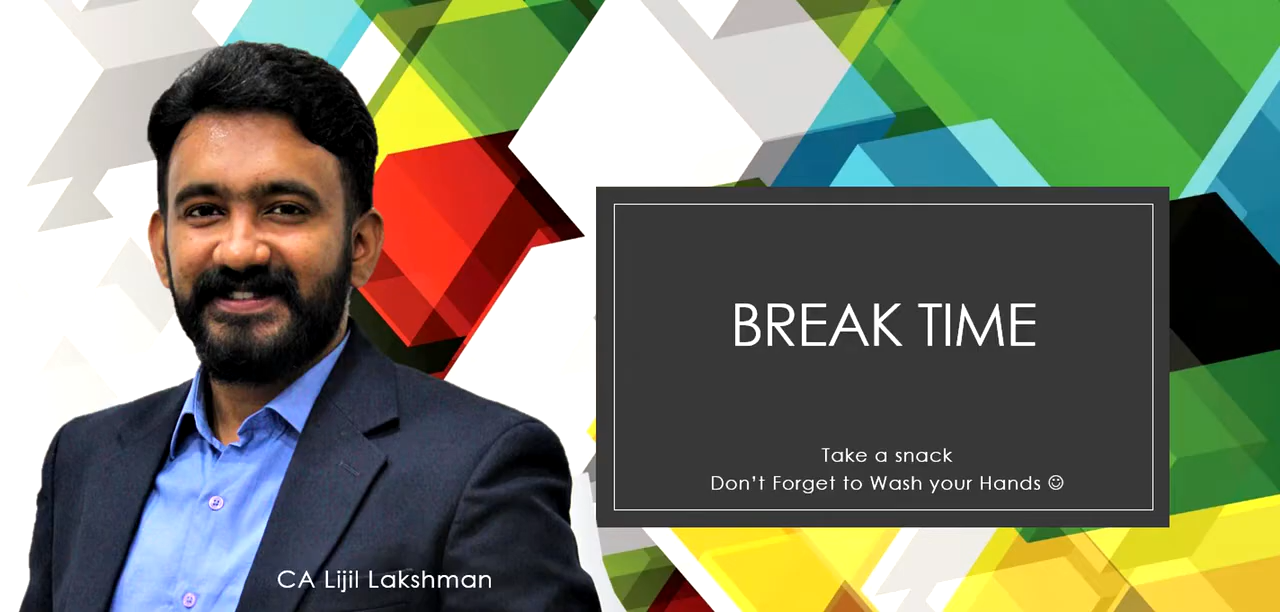 BREAK TIME
Take a snack
Don’t Forget to Wash your Hands ☺
CA Lijil Lakshman